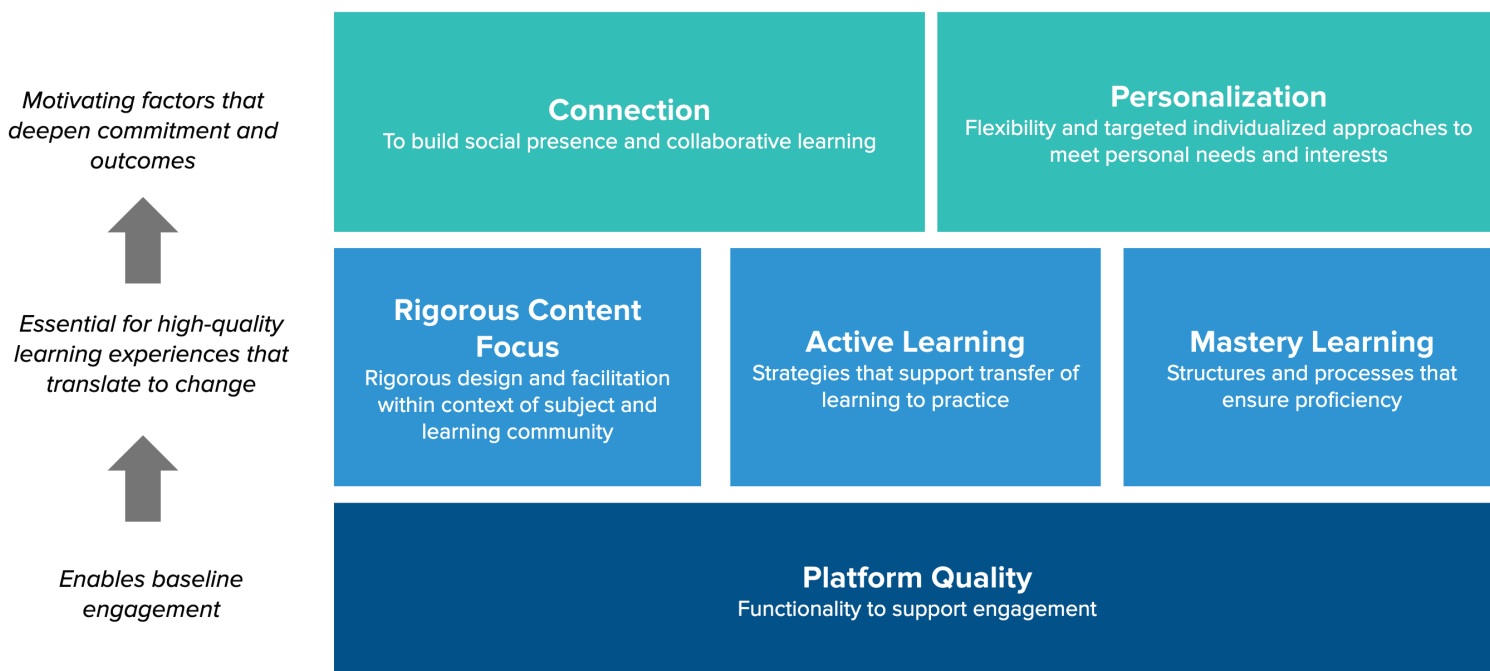 Motivating factors that
deepen commitment and
outcomes
Connection
To build social presence and collaborative learning
Personalization
Flexibility and targeted individualized approaches to
meet personal needs and interests
Essential for high-quality
learning experiences that
translate to change
Rigorous Content
Focus
Rigorous design and facilitation
within context of subject and
learning community
Active Learning
Strategies that support transfer of
learning to practice
Mastery Learning
Structures and processes that
ensure proficiency
Enables baseline
engagement
Platform Quality
Functionality to support engagement